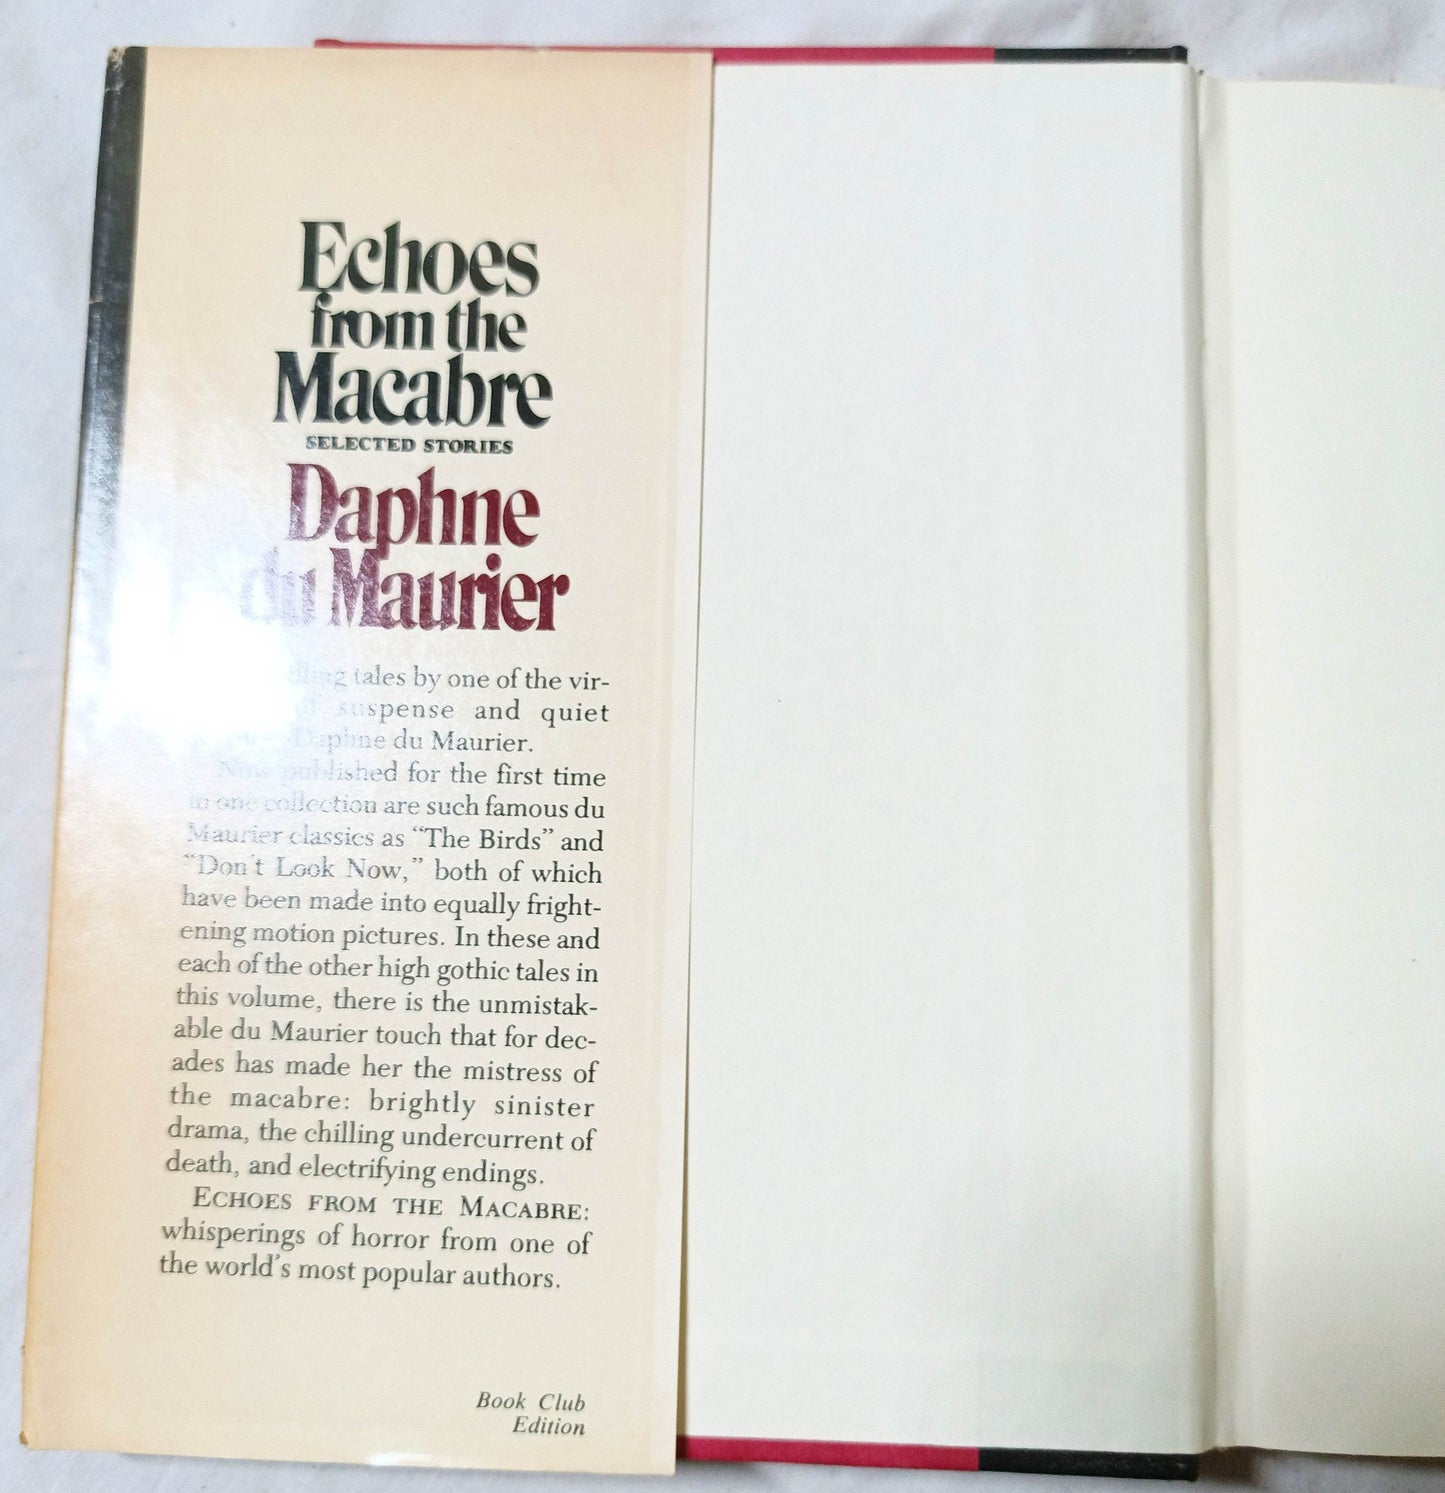 Echoes
from the
Macabre
SELECTED STORIES
Daphne
du Maurier
tales by one of the vir-
of suspense and quiet
Daphne du Maurier.
Now published for the first time
in one collection are such famous du
Maurier classics as “The Birds” and
“Don't Look Now,” both of which
have been made into equally fright-
ening motion pictures. In these and
each of the other high gothic tales in
this volume, there is the unmistak-
able du Maurier touch that for dec-
ades has made her the mistress of
the macabre: brightly sinister
drama, the chilling undercurrent of
death, and electrifying endings.
ECHOES FROM THE MACABRE:
whisperings of horror from one of
the world's most popular authors.
Book Club
Edition